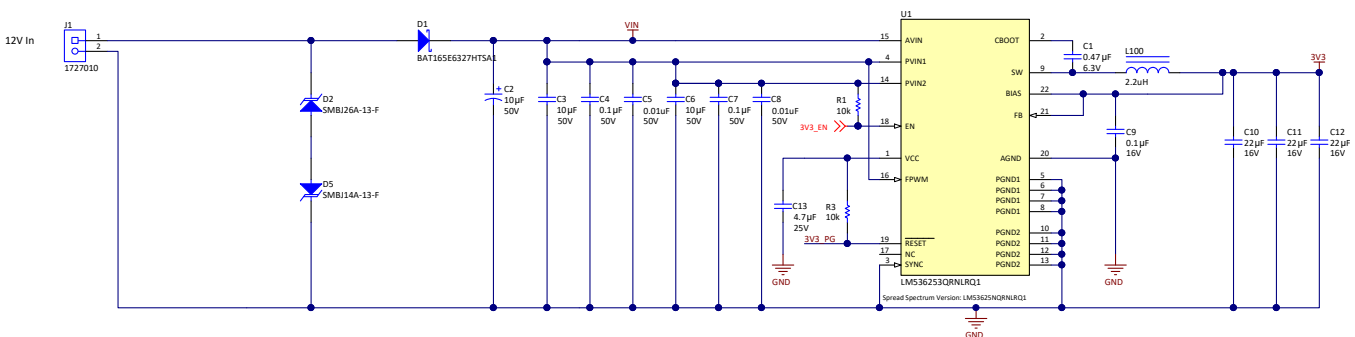 12V In
J1
1
2
1727010
D1
BAT165E6327HTSA1
D2
SMBJ26A-13-F
D5
SMBJ14A-13-F
VIN
C2
10µF
50V
C3
10µF
50V
C4
0.1µF
50V
C5
0.01uF
50V
C6
10µF
50V
C7
0.1µF
50V
C8
0.01uF
50V
R1
10k
3V3_EN
C13
4.7µF
25V
GND
R3
10k
3V3_PG
U1
15 AVIN
4 PVIN1
14 PVIN2
18 EN
1 VCC
16 FPWM
19 RESET
17 NC
3 SYNC
CBOOT 2
SW 9
BIAS 22
FB 21
AGND 20
PGND1 5
PGND1 6
PGND1 7
PGND1 8
PGND2 10
PGND2 11
PGND2 12
PGND2 13
LM536253QRNLRQ1
Spread Spectrum Version: LM53625NQRNLRQ1
GND
C1
0.47µF
6.3V
L100
2.2uH
C9
0.1µF
16V
GND
3V3
C10
22µF
16V
C11
22µF
16V
C12
22µF
16V